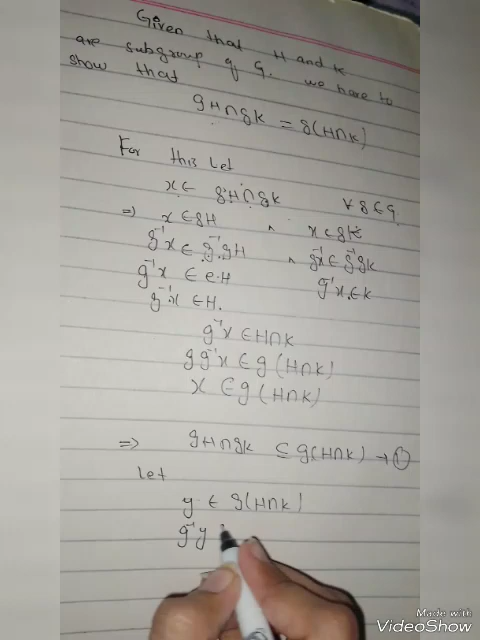 Given that H and K
are subgroup of G. we have to
show that
gH∩gK = g(H∩K)
For this Let
x ∈ gH∩gK ∀ g ∈ G
⇒ x ∈ gH ∧ x ∈ gK
g⁻¹x ∈ g⁻¹gH ∧ g⁻¹x ∈ g⁻¹gK
g⁻¹x ∈ e.H g⁻¹x ∈ K
g⁻¹x ∈ H.
g⁻¹x ∈ H∩K
gg⁻¹x ∈ g(H∩K)
x ∈ g(H∩K)
⇒ gH∩gK ⊆ g(H∩K) → ①
Let
y ∈ g(H∩K)
g⁻¹y
Made with
VideoShow